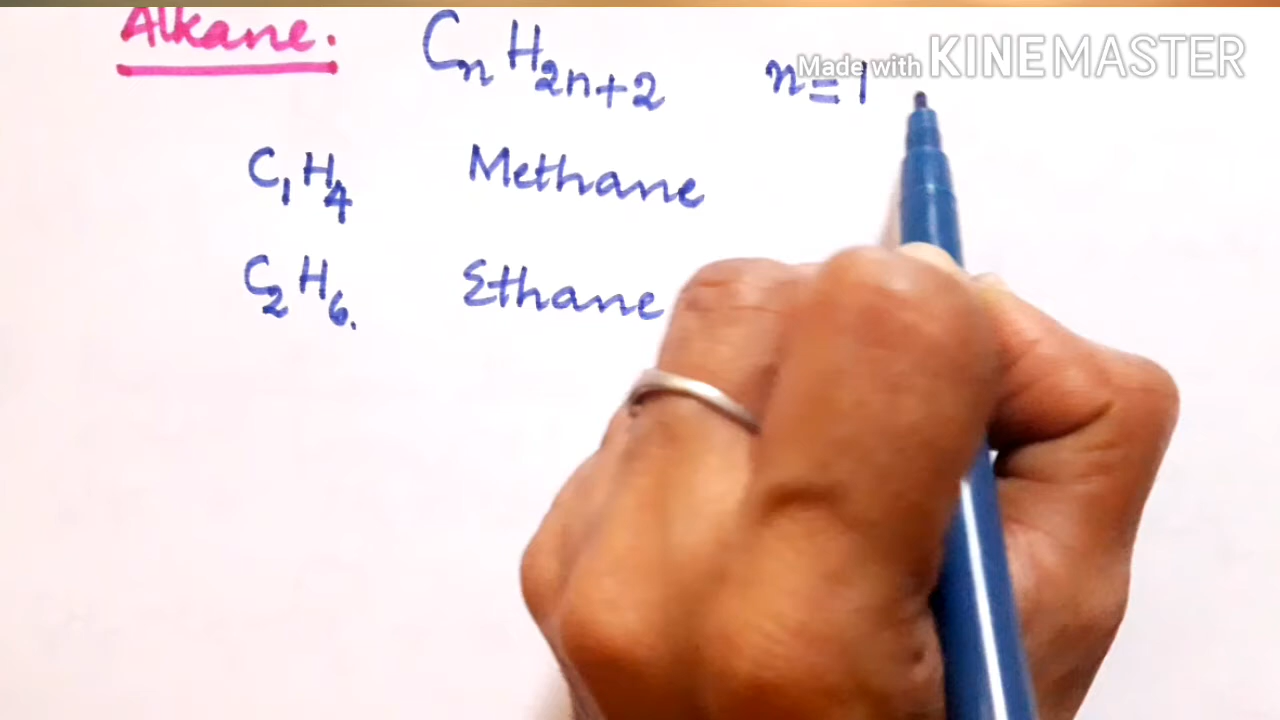 Alkane. CnH2n+2 n=1
Made with KINEMASTER
C1H4 Methane
C2H6. Ethane